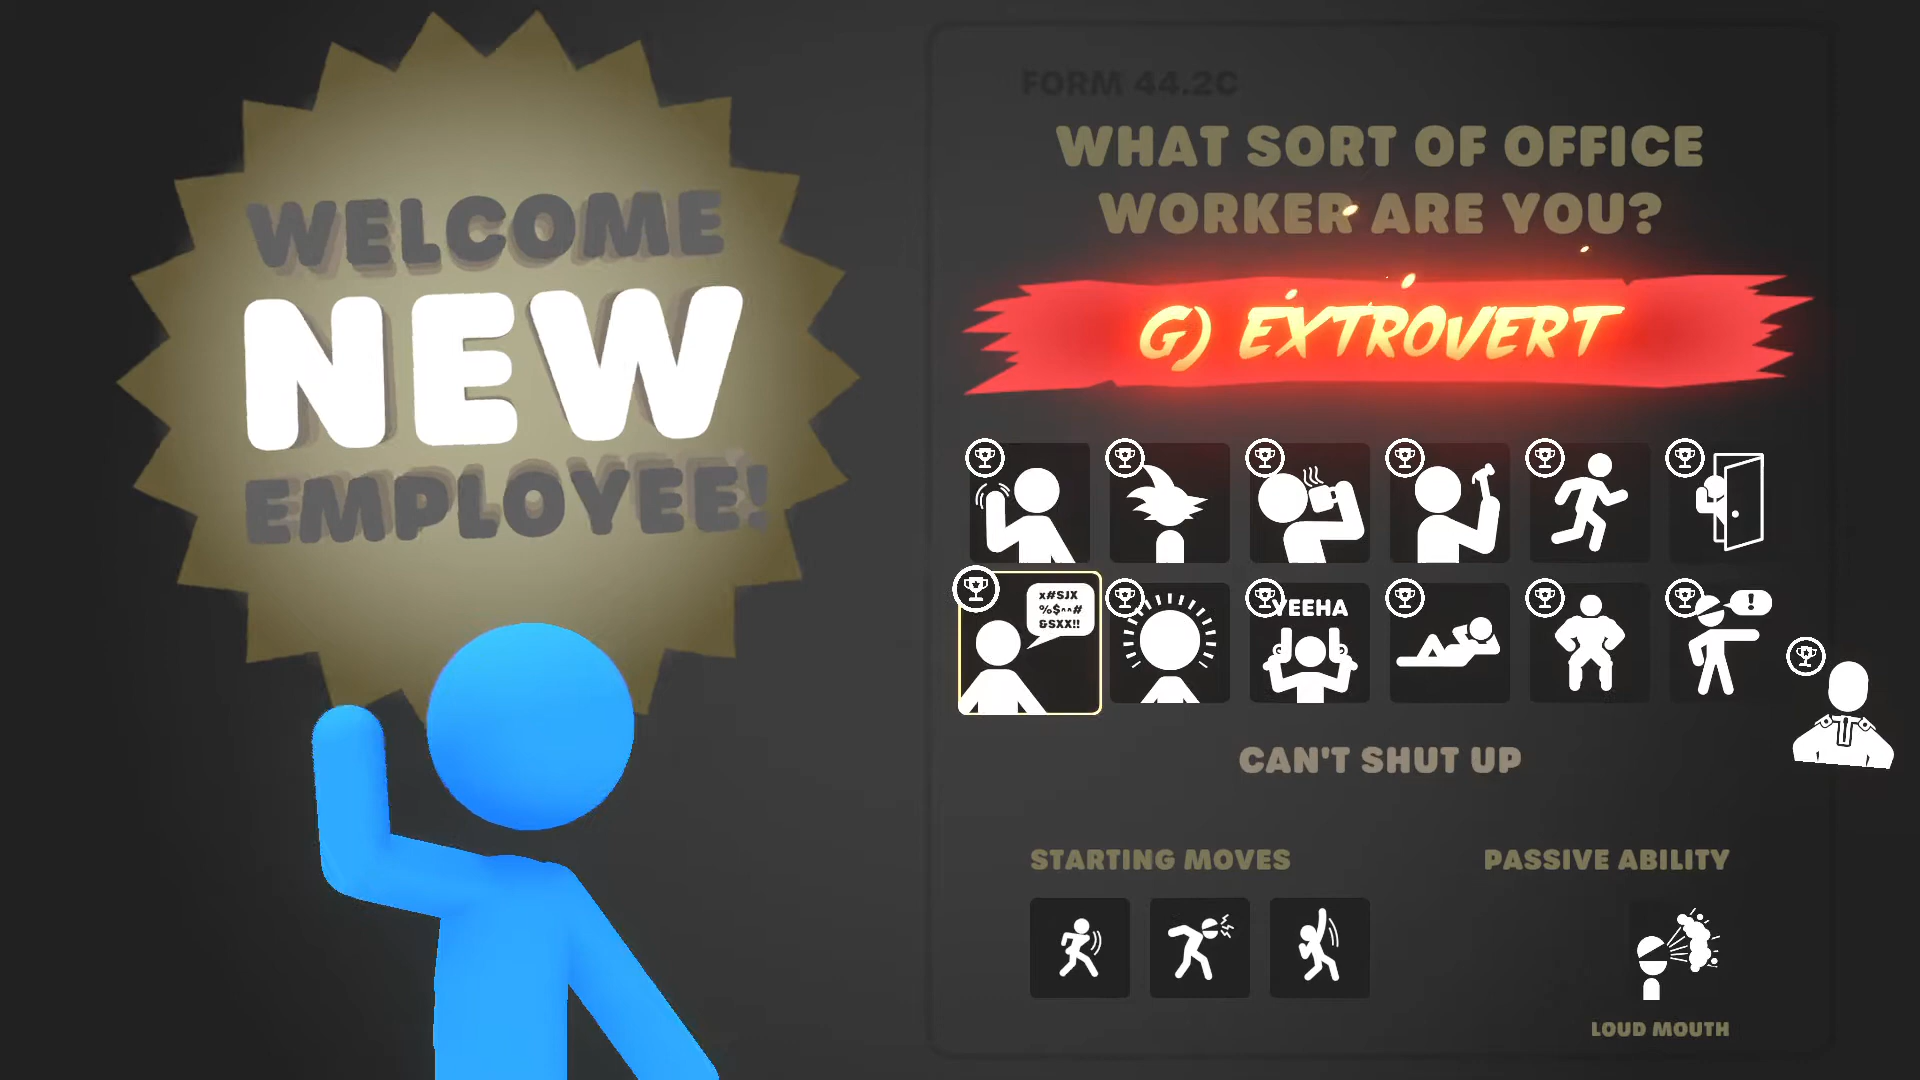 WELCOME
NEW
EMPLOYEE!
FORM 44.2C
WHAT SORT OF OFFICE
WORKER ARE YOU?
G) EXTROVERT
x#SJX
%$^^#
&SXX!!
YEEHA
!
CAN'T SHUT UP
STARTING MOVES
PASSIVE ABILITY
LOUD MOUTH